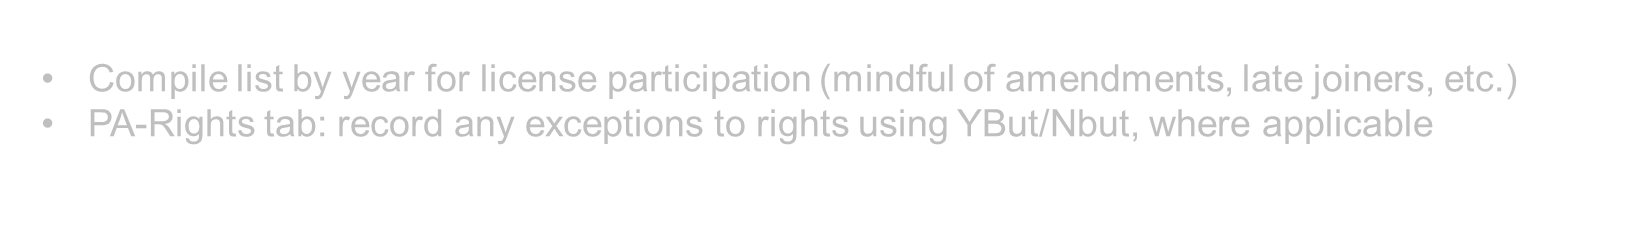 • Compile list by year for license participation (mindful of amendments, late joiners, etc.)
• PA-Rights tab: record any exceptions to rights using YBut/Nbut, where applicable